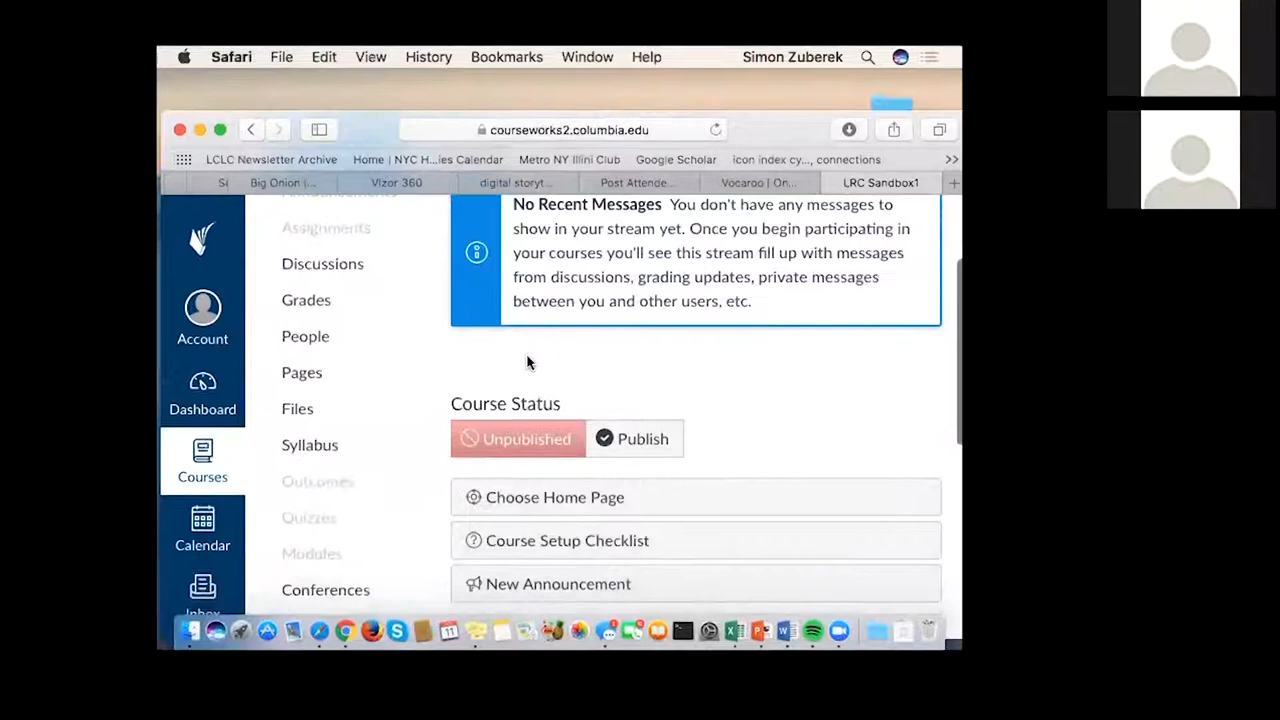 Safari File Edit View History Bookmarks Window Help Simon Zuberek
courseworks2.columbia.edu
LCLC Newsletter Archive Home | NYC H...ies Calendar Metro NY Illini Club Google Scholar icon index cy..., connections >>
Big Onion |... Vizor 360 digital storyt... Post Attende... Vocaroo | On... LRC Sandbox1 +
No Recent Messages You don't have any messages to
show in your stream yet. Once you begin participating in
your courses you'll see this stream fill up with messages
from discussions, grading updates, private messages
between you and other users, etc.
Account
Dashboard
Courses
Calendar
Inbox
Assignments
Discussions
Grades
People
Pages
Files
Syllabus
Outcomes
Quizzes
Modules
Conferences
Course Status
Unpublished Publish
Choose Home Page
Course Setup Checklist
New Announcement
11